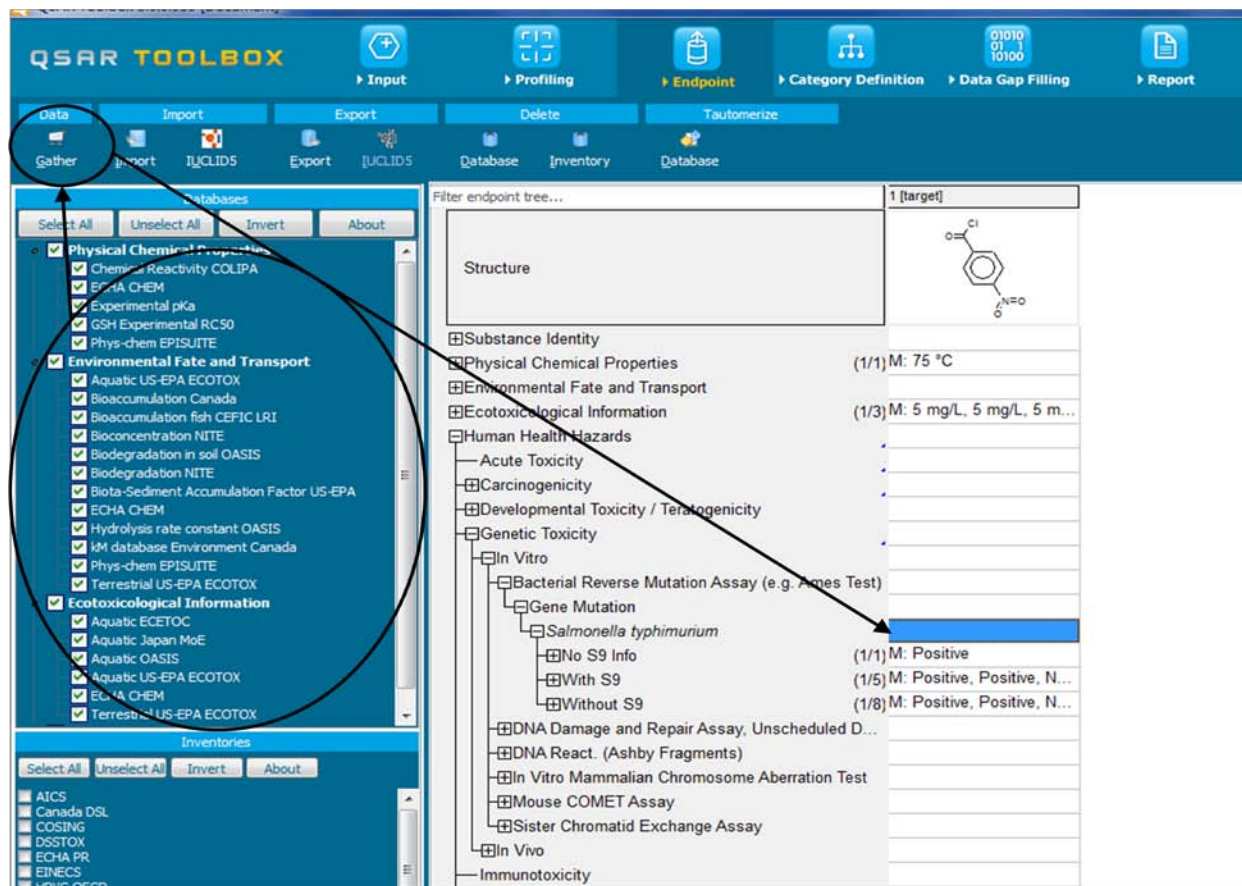 QSAR TOOLBOX
Input
Profiling
Endpoint
Category Definition
01010
01 1
10100
Data Gap Filling
Report
Data
Import
Export
Delete
Tautomerize
Gather
Import
IUCLID5
Export
IUCLID5
Database
Inventory
Database
Databases
Select All
Unselect All
Invert
About
Physical Chemical Properties
Chemical Reactivity COLIPA
ECHA CHEM
Experimental pKa
GSH Experimental RC50
Phys-chem EPISUITE
Environmental Fate and Transport
Aquatic US-EPA ECOTOX
Bioaccumulation Canada
Bioaccumulation fish CEFIC LRI
Bioconcentration NITE
Biodegradation in soil OASIS
Biodegradation NITE
Biota-Sediment Accumulation Factor US-EPA
ECHA CHEM
Hydrolysis rate constant OASIS
kM database Environment Canada
Phys-chem EPISUITE
Terrestrial US-EPA ECOTOX
Ecotoxicological Information
Aquatic ECETOC
Aquatic Japan MoE
Aquatic OASIS
Aquatic US-EPA ECOTOX
ECHA CHEM
Terrestrial US-EPA ECOTOX
Inventories
Select All
Unselect All
Invert
About
AICS
Canada DSL
COSING
DSSTOX
ECHA PR
EINECS
Filter endpoint tree...
1 [target]
Structure
Cl
O
N=O
O
Substance Identity
Physical Chemical Properties (1/1) M: 75 °C
Environmental Fate and Transport
Ecotoxicological Information (1/3) M: 5 mg/L, 5 mg/L, 5 m...
Human Health Hazards
Acute Toxicity
Carcinogenicity
Developmental Toxicity / Teratogenicity
Genetic Toxicity
In Vitro
Bacterial Reverse Mutation Assay (e.g. Ames Test)
Gene Mutation
Salmonella typhimurium
No S9 Info (1/1) M: Positive
With S9 (1/5) M: Positive, Positive, N...
Without S9 (1/8) M: Positive, Positive, N...
DNA Damage and Repair Assay, Unscheduled D...
DNA React. (Ashby Fragments)
In Vitro Mammalian Chromosome Aberration Test
Mouse COMET Assay
Sister Chromatid Exchange Assay
In Vivo
Immunotoxicity